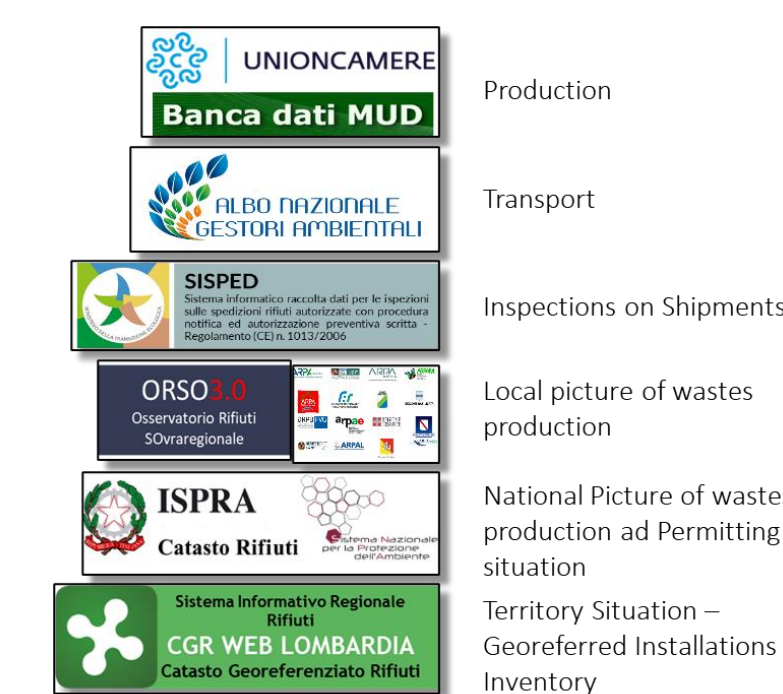 UNIONCAMERE
Banca dati MUD
Production
ALBO NAZIONALE
GESTORI AMBIENTALI
Transport
SISPED
Sistema informatico raccolta dati per le ispezioni
sulle spedizioni rifiuti autorizzate con procedura
notifica ed autorizzazione preventiva scritta -
Regolamento (CE) n. 1013/2006
Inspections on Shipments
ORSO3.0
Osservatorio Rifiuti
SOvraregionale
arpae
ARPAL
Local picture of wastes
production
ISPRA
Catasto Rifiuti
Sistema Nazionale
per la Protezione
dell'Ambiente
National Picture of waste
production ad Permitting
situation
Sistema Informativo Regionale
Rifiuti
CGR WEB LOMBARDIA
Catasto Georeferenziato Rifiuti
Territory Situation –
Georeferred Installations
Inventory